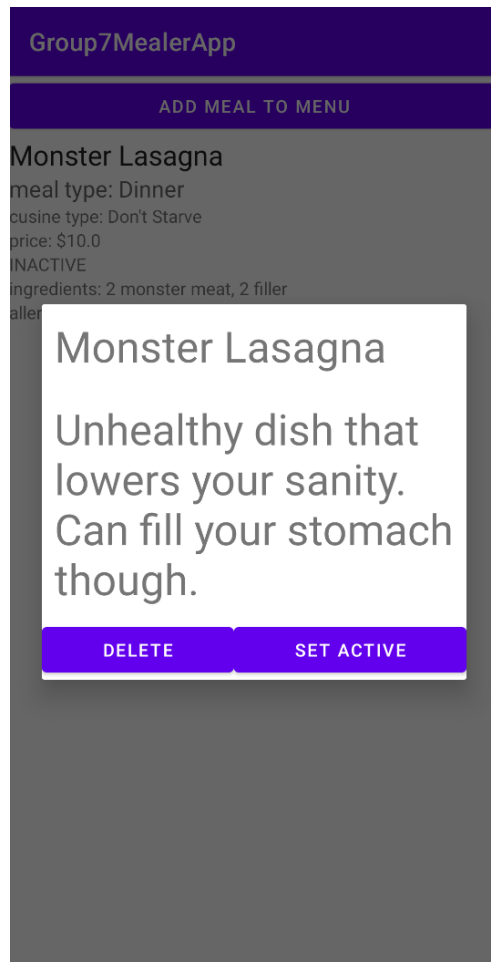 Group7MealerApp
ADD MEAL TO MENU
Monster Lasagna
meal type: Dinner
cusine type: Don't Starve
price: $10.0
INACTIVE
ingredients: 2 monster meat, 2 filler
Monster Lasagna
Unhealthy dish that
lowers your sanity.
Can fill your stomach
though.
DELETE
SET ACTIVE